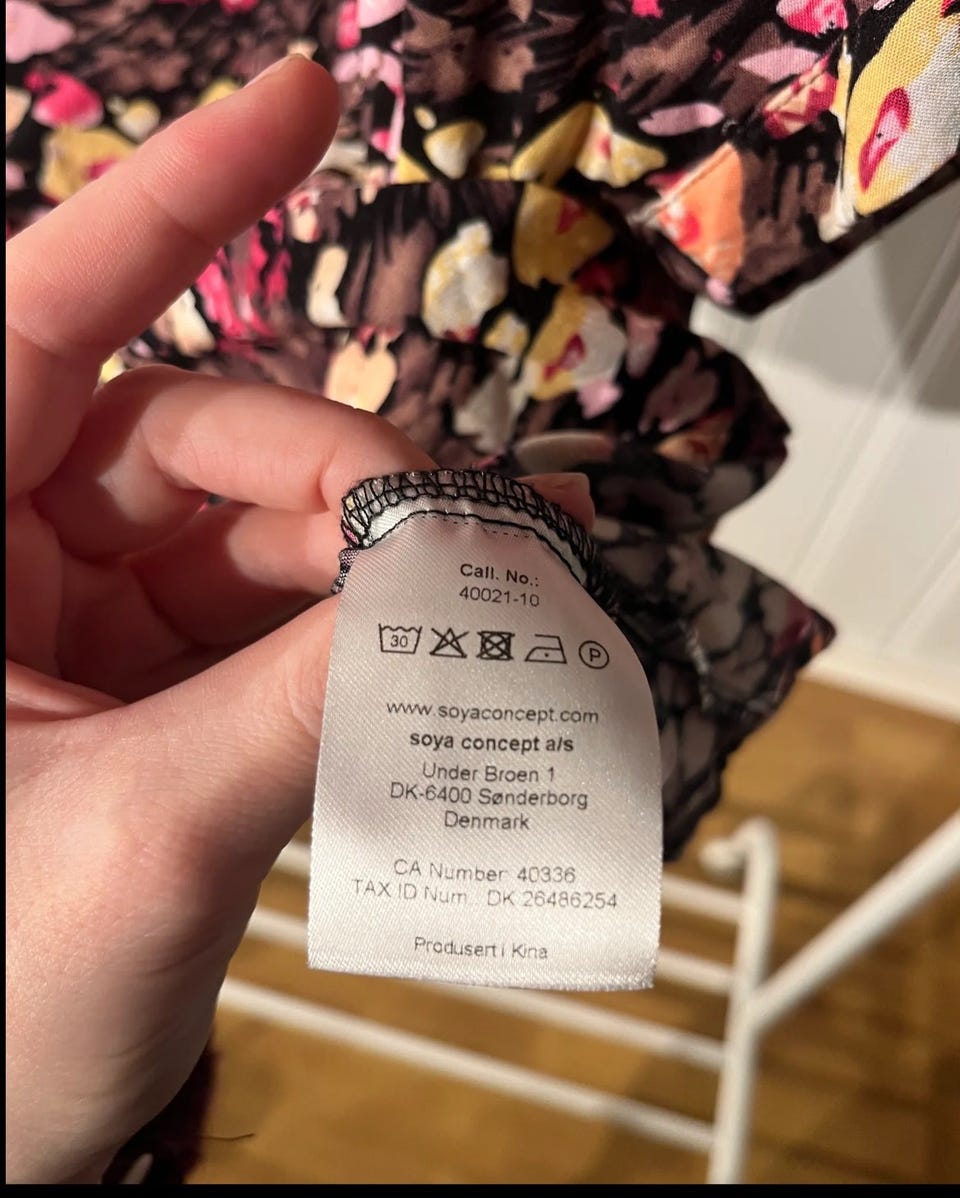 Call. No.:
40021-10
30 P
www.soyaconcept.com
soya concept a/s
Under Broen 1
DK-6400 Sønderborg
Denmark
CA Number 40336
TAX ID Num. DK 26486254
Produsert i Kina